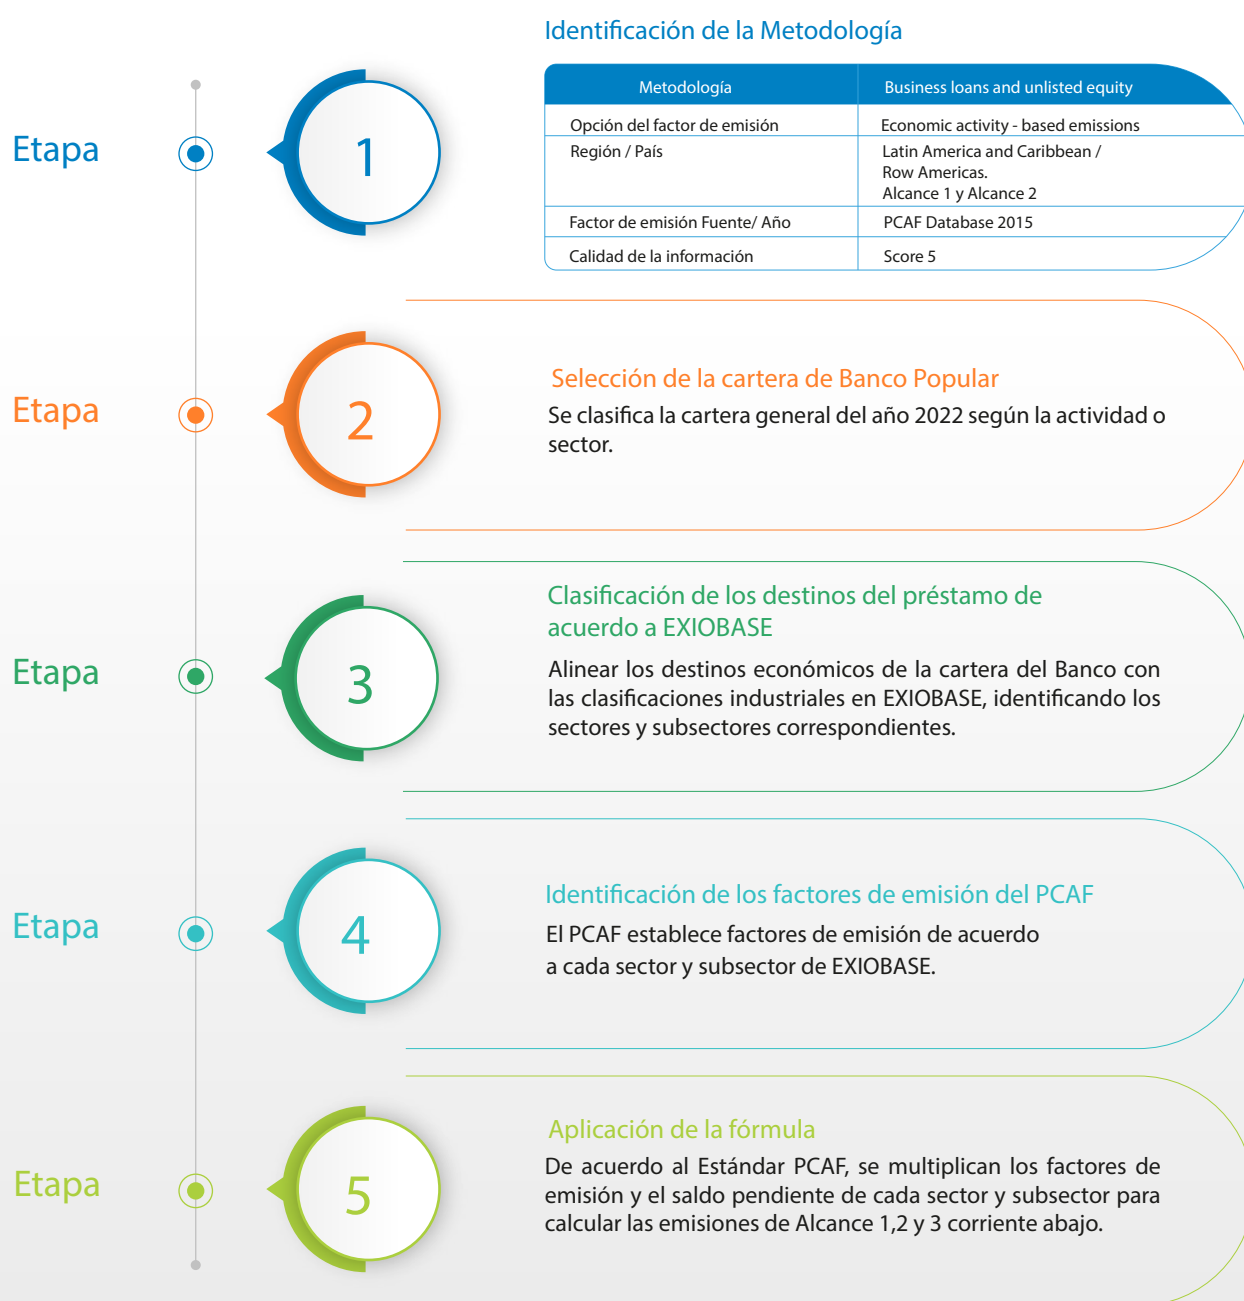 Identificación de la Metodología
Metodología Business loans and unlisted equity
Opción del factor de emisión Economic activity - based emissions
Región / País Latin America and Caribbean /
Row Americas.
Alcance 1 y Alcance 2
Factor de emisión Fuente/ Año PCAF Database 2015
Calidad de la información Score 5
Etapa 1
Etapa 2
Selección de la cartera de Banco Popular
Se clasifica la cartera general del año 2022 según la actividad o
sector.
Etapa 3
Clasificación de los destinos del préstamo de
acuerdo a EXIOBASE
Alinear los destinos económicos de la cartera del Banco con
las clasificaciones industriales en EXIOBASE, identificando los
sectores y subsectores correspondientes.
Etapa 4
Identificación de los factores de emisión del PCAF
El PCAF establece factores de emisión de acuerdo
a cada sector y subsector de EXIOBASE.
Etapa 5
Aplicación de la fórmula
De acuerdo al Estándar PCAF, se multiplican los factores de
emisión y el saldo pendiente de cada sector y subsector para
calcular las emisiones de Alcance 1,2 y 3 corriente abajo.